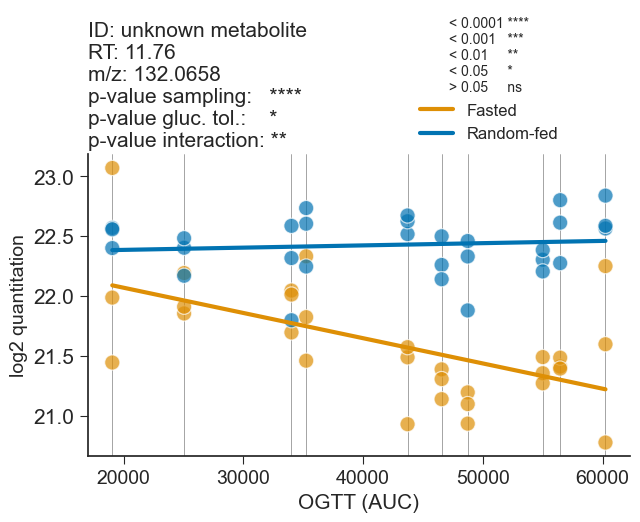 ID: unknown metabolite
RT: 11.76
m/z: 132.0658
p-value sampling: ****
p-value gluc. tol.: *
p-value interaction: **
< 0.0001 ****
< 0.001 ***
< 0.01 **
< 0.05 *
> 0.05 ns
Fasted
Random-fed
log2 quantitation
23.0
22.5
22.0
21.5
21.0
20000 30000 40000 50000 60000
OGTT (AUC)